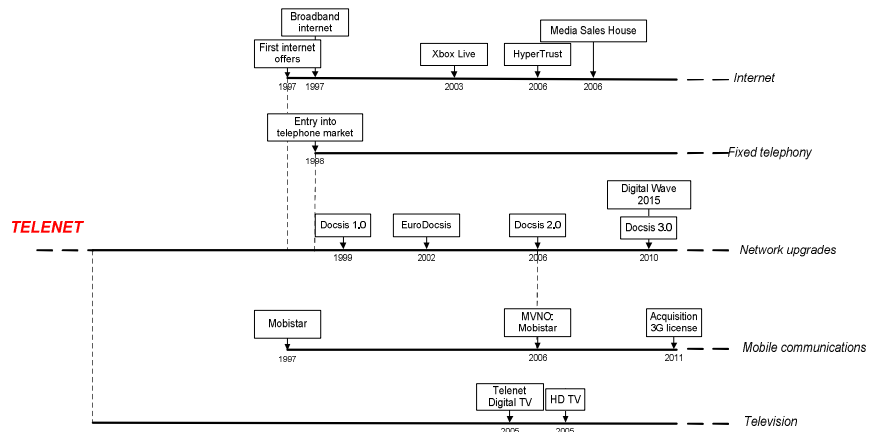 Broadband
internet
First internet
offers
Xbox Live
HyperTrust
Media Sales House
1997
1997
2003
2006
2006
Internet
Entry into
telephone market
1998
Fixed telephony
TELENET
Docsis 1.0
EuroDocsis
Docsis 2.0
Digital Wave
2015
Docsis 3.0
1999
2002
2006
2010
Network upgrades
Mobistar
MVNO:
Mobistar
Acquisition
3G license
1997
2006
2011
Mobile communications
Telenet
Digital TV
HD TV
2005
2005
Television